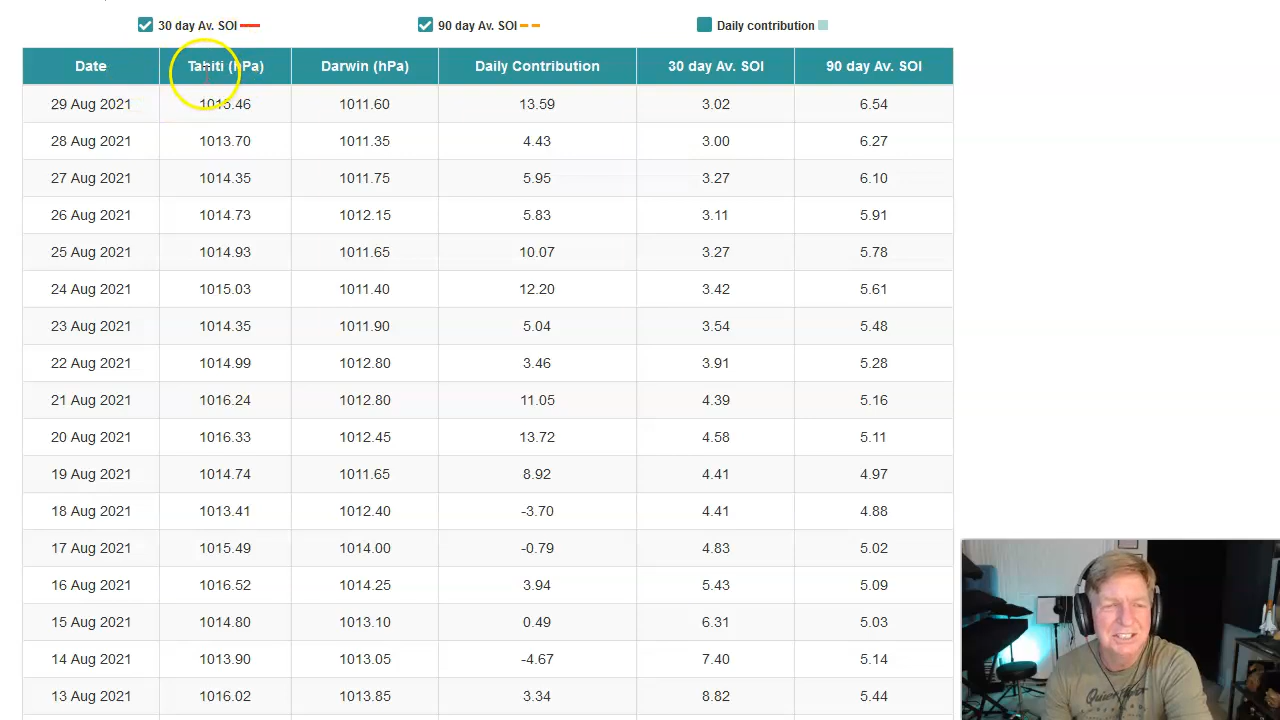 30 day Av. SOI
90 day Av. SOI
Daily contribution
Date Tahiti (hPa) Darwin (hPa) Daily Contribution 30 day Av. SOI 90 day Av. SOI
29 Aug 2021 1015.46 1011.60 13.59 3.02 6.54
28 Aug 2021 1013.70 1011.35 4.43 3.00 6.27
27 Aug 2021 1014.35 1011.75 5.95 3.27 6.10
26 Aug 2021 1014.73 1012.15 5.83 3.11 5.91
25 Aug 2021 1014.93 1011.65 10.07 3.27 5.78
24 Aug 2021 1015.03 1011.40 12.20 3.42 5.61
23 Aug 2021 1014.35 1011.90 5.04 3.54 5.48
22 Aug 2021 1014.99 1012.80 3.46 3.91 5.28
21 Aug 2021 1016.24 1012.80 11.05 4.39 5.16
20 Aug 2021 1016.33 1012.45 13.72 4.58 5.11
19 Aug 2021 1014.74 1011.65 8.92 4.41 4.97
18 Aug 2021 1013.41 1012.40 -3.70 4.41 4.88
17 Aug 2021 1015.49 1014.00 -0.79 4.83 5.02
16 Aug 2021 1016.52 1014.25 3.94 5.43 5.09
15 Aug 2021 1014.80 1013.10 0.49 6.31 5.03
14 Aug 2021 1013.90 1013.05 -4.67 7.40 5.14
13 Aug 2021 1016.02 1013.85 3.34 8.82 5.44